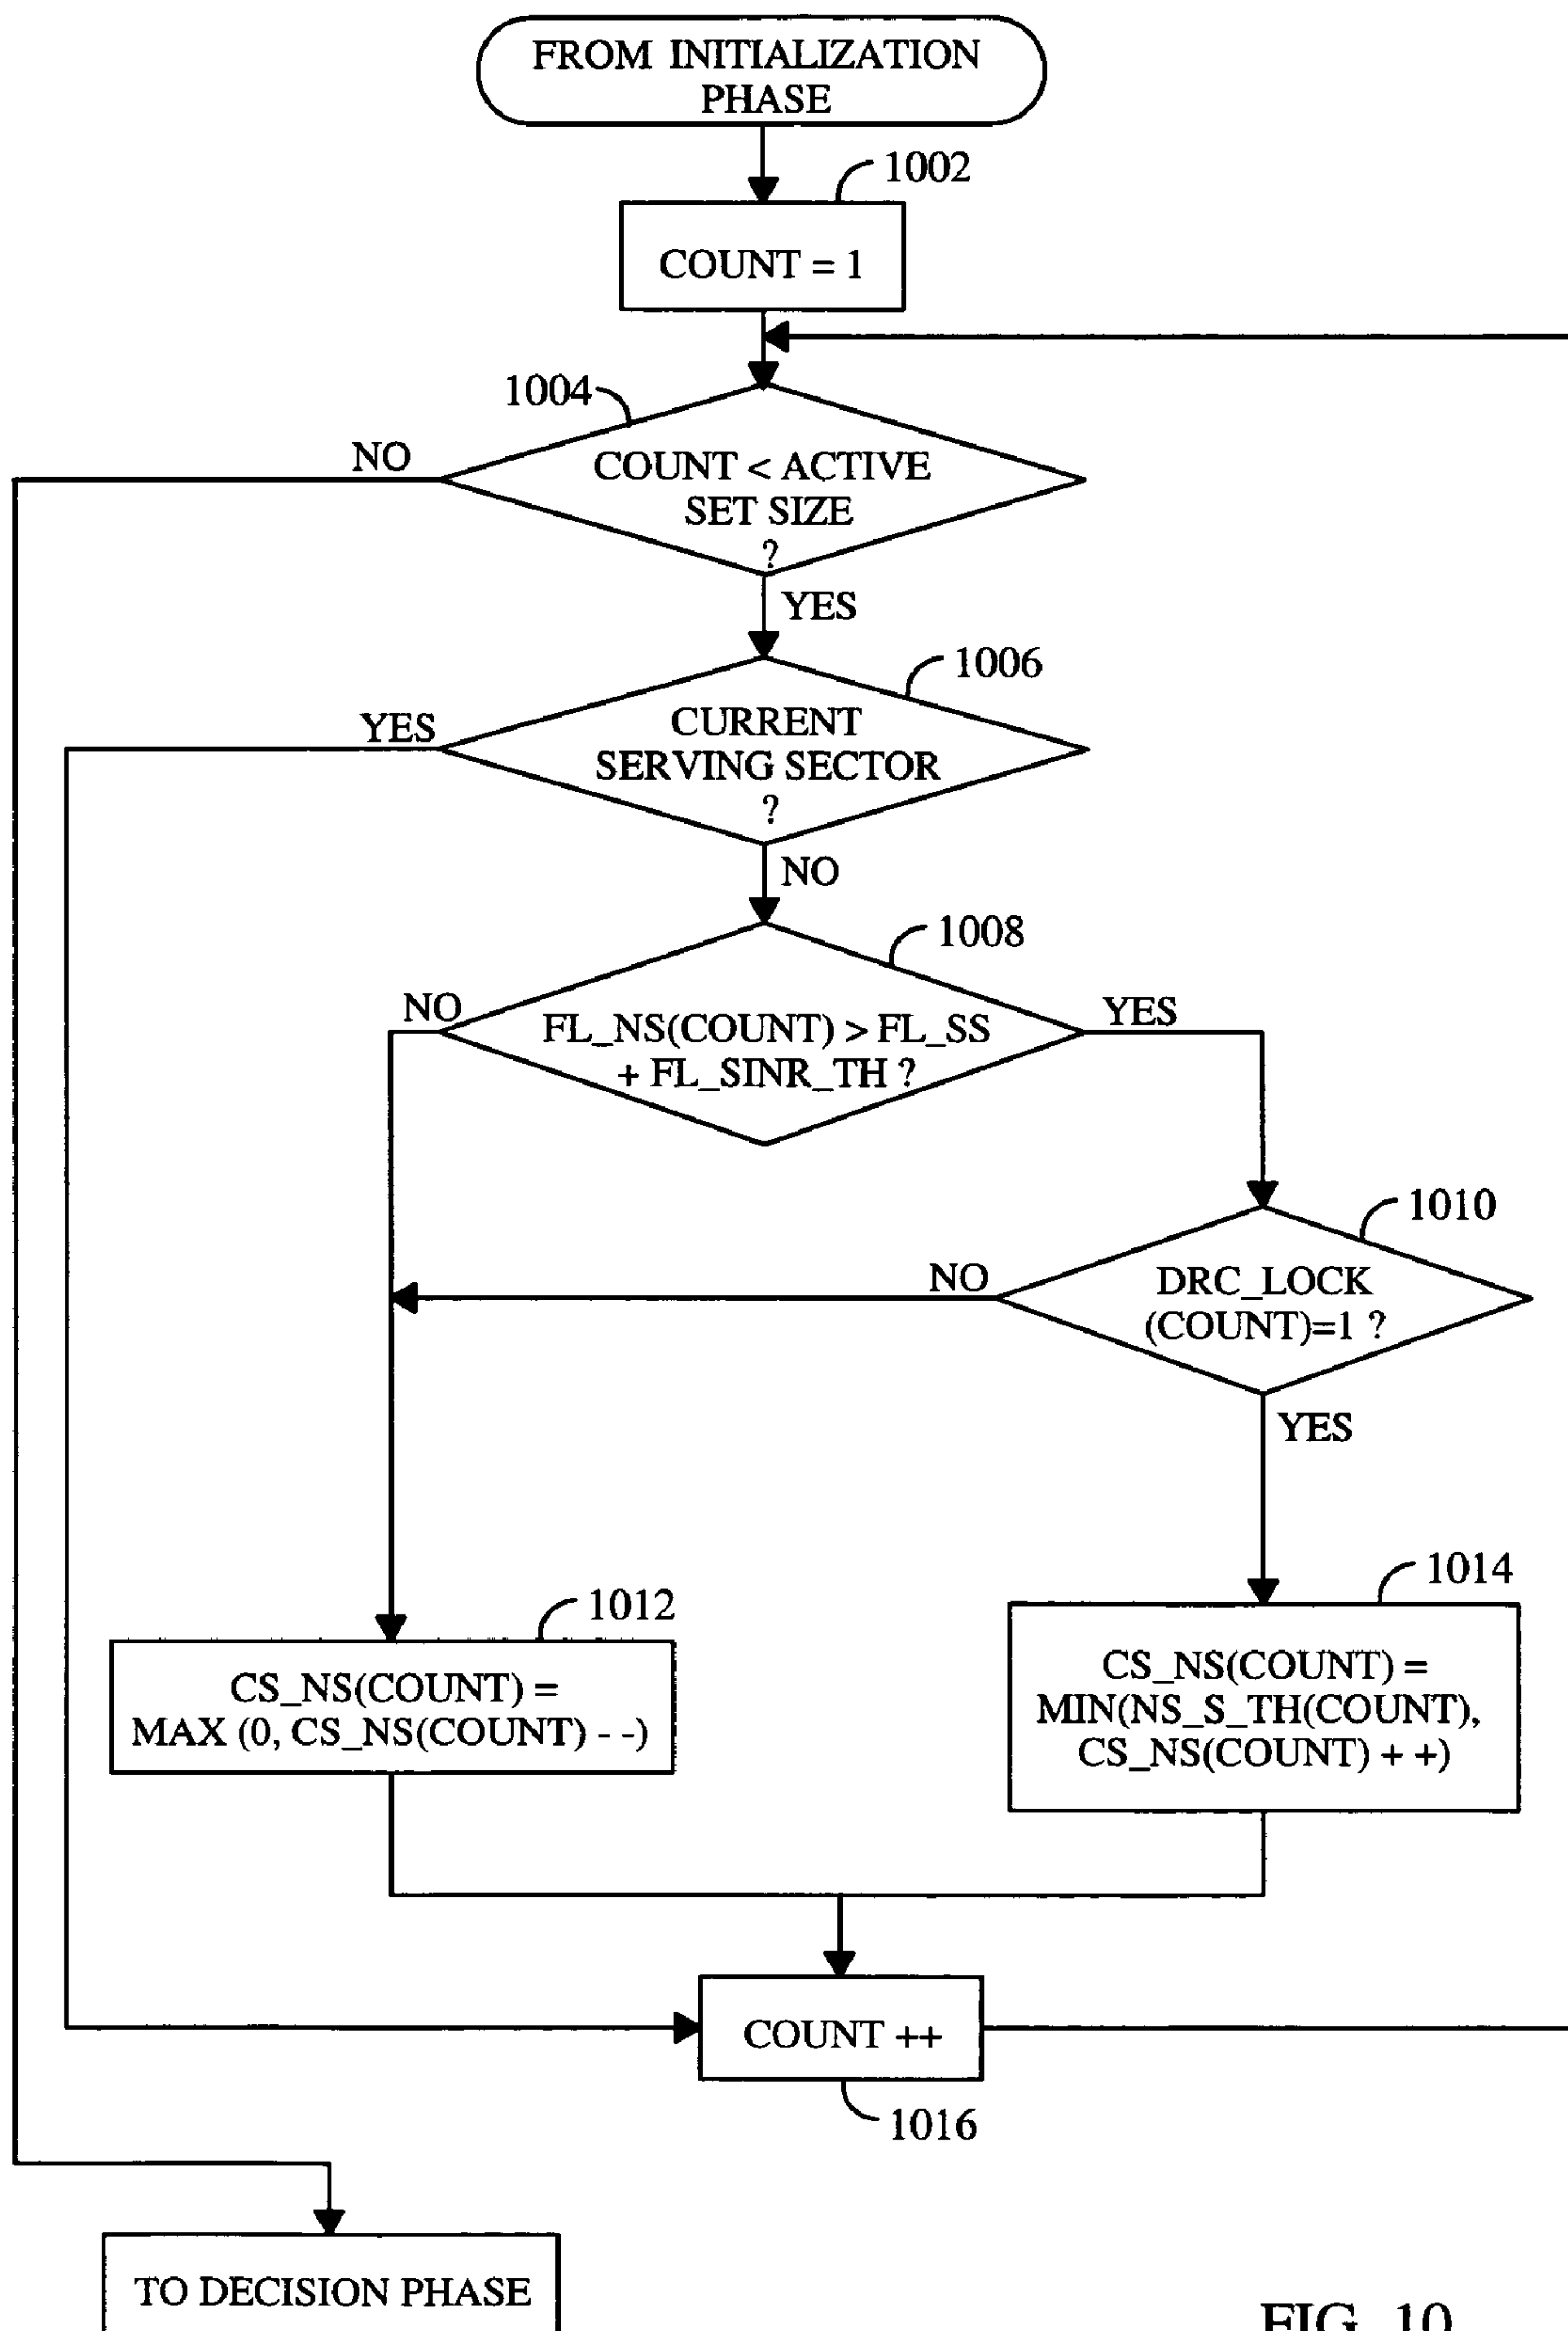 FROM INITIALIZATION
PHASE
1002
COUNT = 1
1004
NO
COUNT < ACTIVE
SET SIZE
?
YES
1006
YES
CURRENT
SERVING SECTOR
?
NO
1008
NO
FL_NS(COUNT) > FL_SS
+ FL_SINR_TH ?
YES
1010
NO
DRC_LOCK
(COUNT)=1 ?
YES
1012
CS_NS(COUNT) =
MAX (0, CS_NS(COUNT) - -)
1014
CS_NS(COUNT) =
MIN(NS_S_TH(COUNT),
CS_NS(COUNT) + +)
COUNT ++
1016
TO DECISION PHASE
FIG. 10